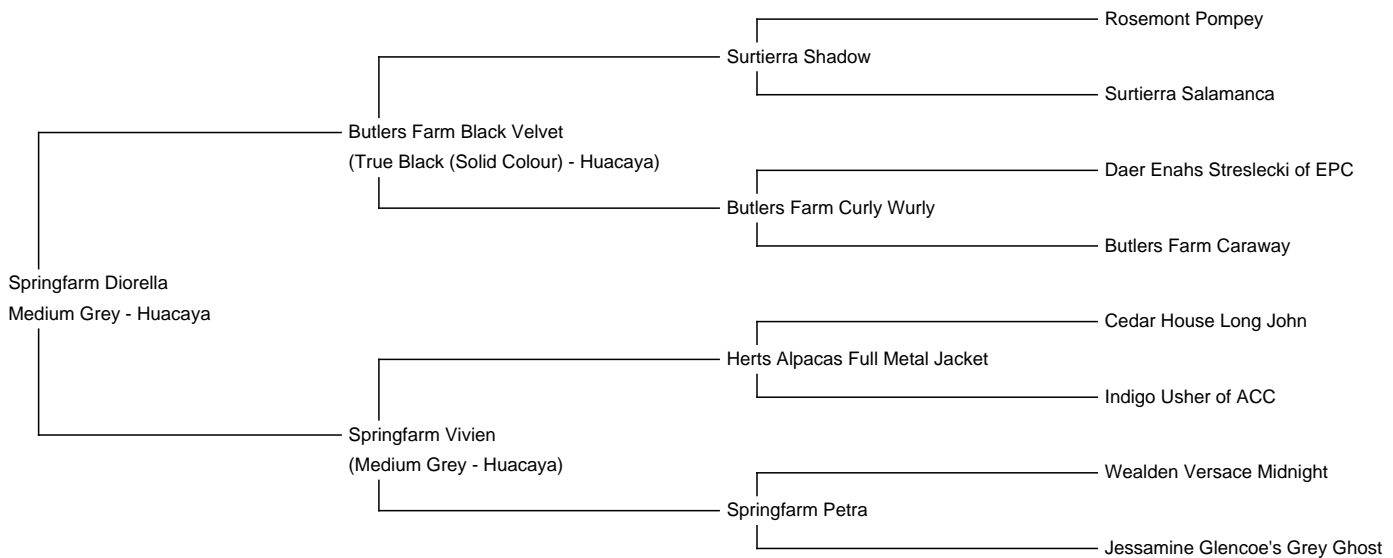 Rosemont Pompey
Surtierra Shadow
Surtierra Salamanca
Butlers Farm Black Velvet
(True Black (Solid Colour) - Huacaya)
Daer Enahs Streslecki of EPC
Butlers Farm Curly Wurly
Butlers Farm Caraway
Springfarm Diorella
Medium Grey - Huacaya
Cedar House Long John
Herts Alpacas Full Metal Jacket
Indigo Usher of ACC
Springfarm Vivien
(Medium Grey - Huacaya)
Wealden Versace Midnight
Springfarm Petra
Jessamine Glencoe's Grey Ghost